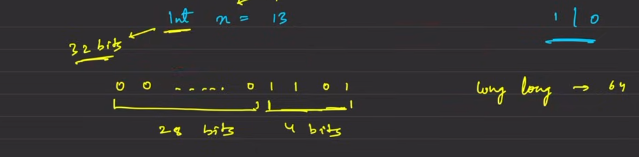 Int n = 13
1 / 0
32 bits
0 0 ..... 0 1 1 0 1
long long → 64
28 bits 4 bits